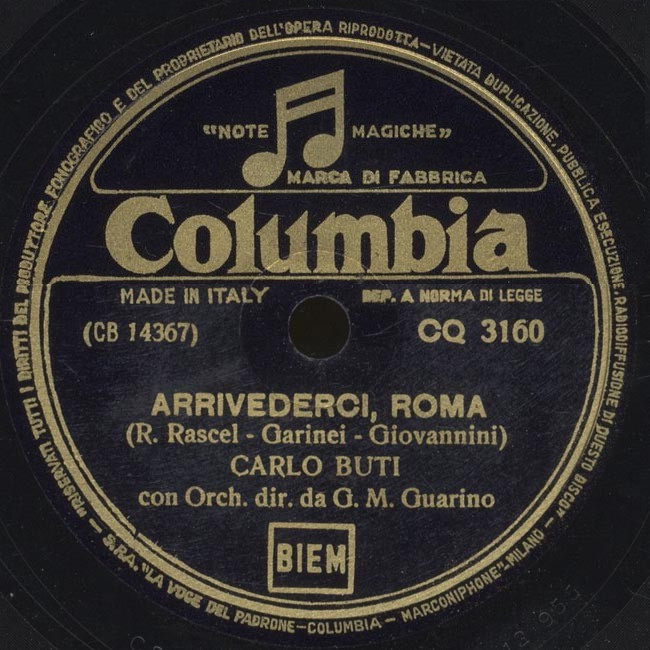 "RISERVATI TUTTI I DIRITTI DEL PRODUTTORE FONOGRAFICO E DEL PROPRIETARIO DELL'OPERA RIPRODOTTA-VIETATA DUPLICAZIONE, PUBBLICA ESECUZIONE, RADIODIFFUSIONE DI QUESTO DISCO"
"NOTE MAGICHE"
MARCA DI FABBRICA
Columbia
MADE IN ITALY DEP. A NORMA DI LEGGE
(CB 14367) CQ 3160
ARRIVEDERCI, ROMA
(R. Rascel - Garinei - Giovannini)
CARLO BUTI
con Orch. dir. da G. M. Guarino
BIEM
S.P.A. "LA VOCE DEL PADRONE-COLUMBIA-MARCONIPHONE"-MILANO